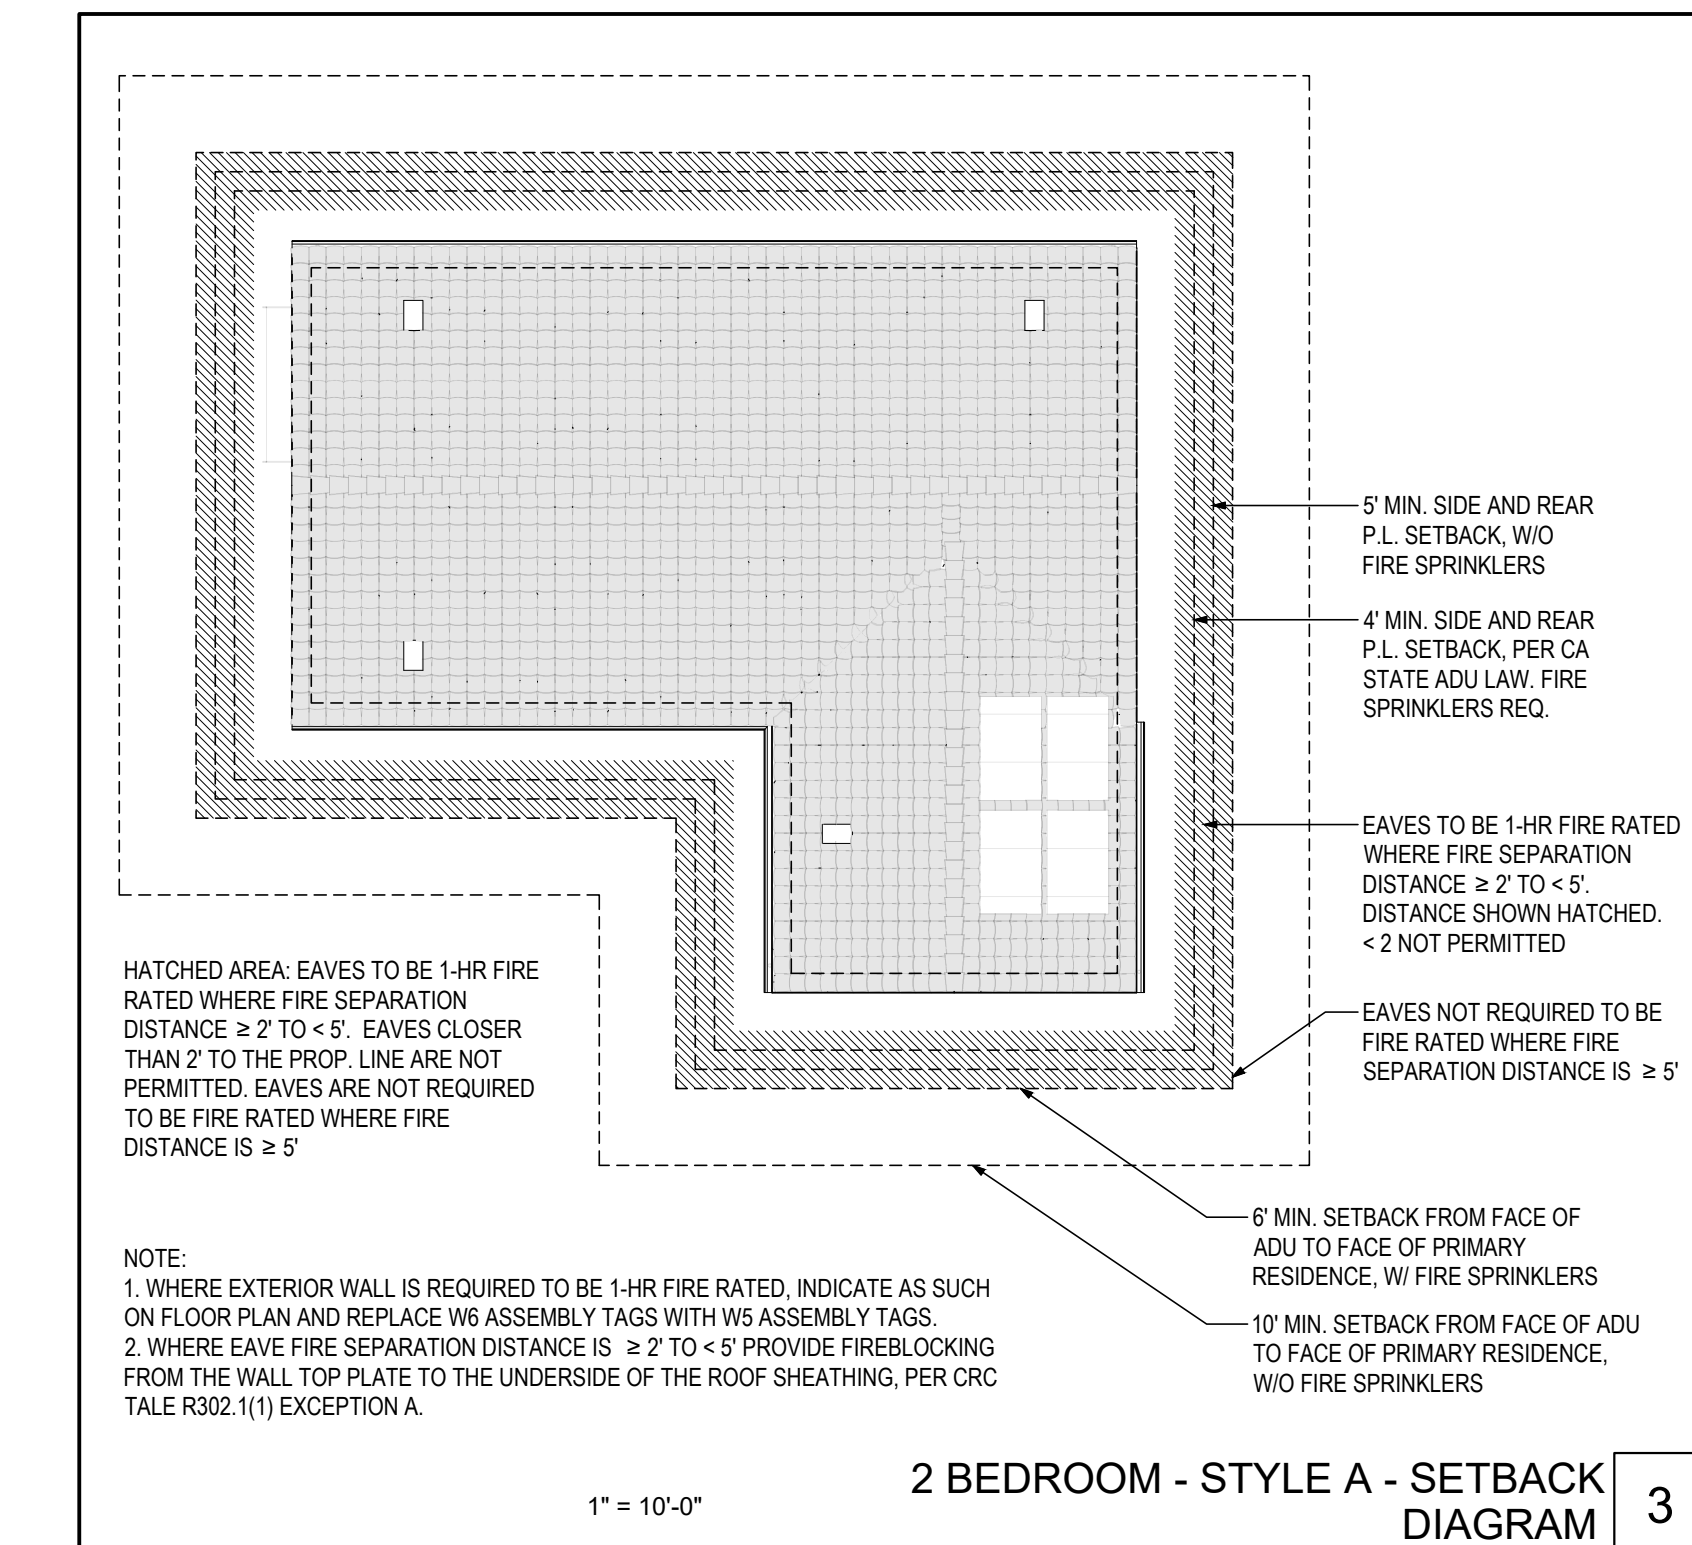 5' MIN. SIDE AND REAR
P.L. SETBACK, W/O
FIRE SPRINKLERS
4' MIN. SIDE AND REAR
P.L. SETBACK, PER CA
STATE ADU LAW. FIRE
SPRINKLERS REQ.
EAVES TO BE 1-HR FIRE RATED
WHERE FIRE SEPARATION
DISTANCE ≥ 2' TO < 5'.
DISTANCE SHOWN HATCHED.
< 2 NOT PERMITTED
EAVES NOT REQUIRED TO BE
FIRE RATED WHERE FIRE
SEPARATION DISTANCE IS ≥ 5'
HATCHED AREA: EAVES TO BE 1-HR FIRE
RATED WHERE FIRE SEPARATION
DISTANCE ≥ 2' TO < 5'. EAVES CLOSER
THAN 2' TO THE PROP. LINE ARE NOT
PERMITTED. EAVES ARE NOT REQUIRED
TO BE FIRE RATED WHERE FIRE
DISTANCE IS ≥ 5'
6' MIN. SETBACK FROM FACE OF
ADU TO FACE OF PRIMARY
RESIDENCE, W/ FIRE SPRINKLERS
10' MIN. SETBACK FROM FACE OF ADU
TO FACE OF PRIMARY RESIDENCE,
W/O FIRE SPRINKLERS
NOTE:
1. WHERE EXTERIOR WALL IS REQUIRED TO BE 1-HR FIRE RATED, INDICATE AS SUCH
ON FLOOR PLAN AND REPLACE W6 ASSEMBLY TAGS WITH W5 ASSEMBLY TAGS.
2. WHERE EAVE FIRE SEPARATION DISTANCE IS ≥ 2' TO < 5' PROVIDE FIREBLOCKING
FROM THE WALL TOP PLATE TO THE UNDERSIDE OF THE ROOF SHEATHING, PER CRC
TALE R302.1(1) EXCEPTION A.
1" = 10'-0"
2 BEDROOM - STYLE A - SETBACK
DIAGRAM
3